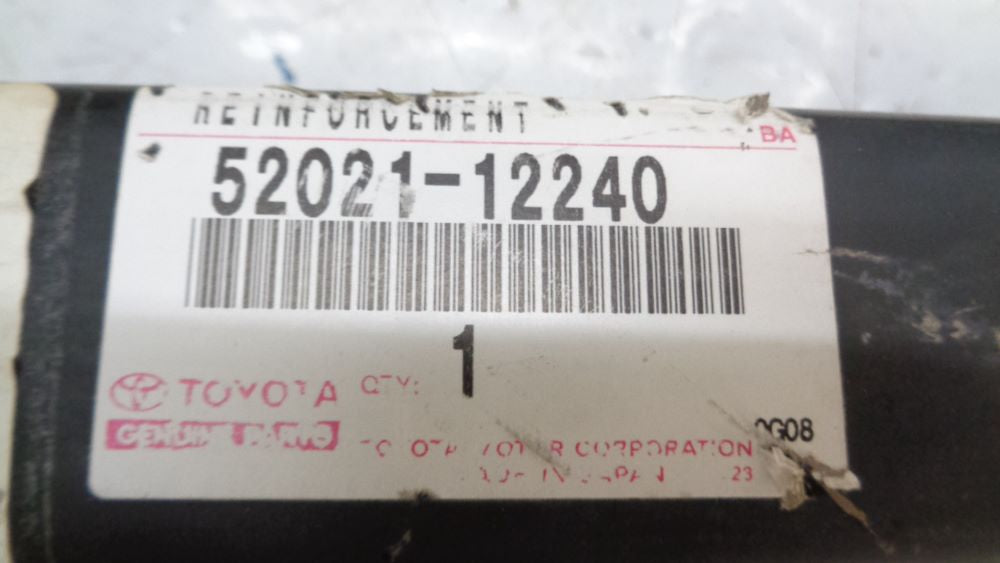 REINFORCEMENT
BA
52021-12240
1
TOYOTA QTY:
GENUINE PARTS
0G08
TOYOTA MOTOR CORPORATION
MADE IN JAPAN 23